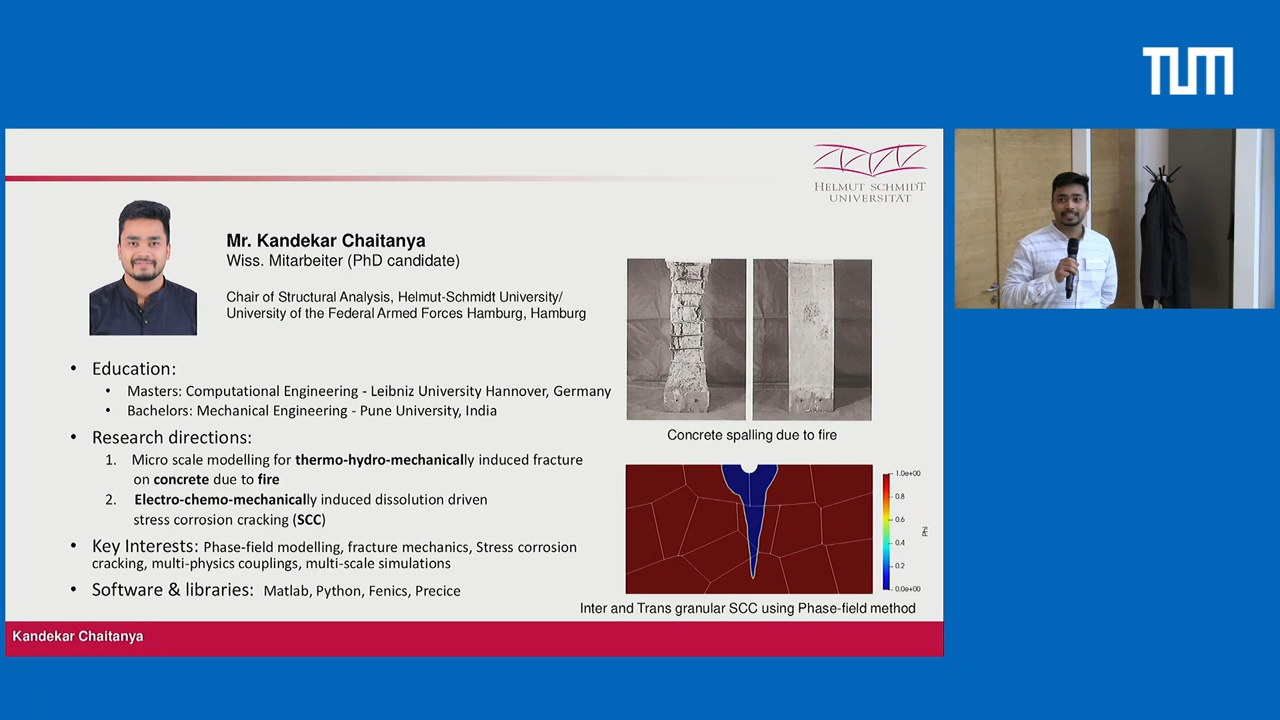 TUM
HELMUT SCHMIDT
UNIVERSITÄT
Mr. Kandekar Chaitanya
Wiss. Mitarbeiter (PhD candidate)
Chair of Structural Analysis, Helmut-Schmidt University/
University of the Federal Armed Forces Hamburg, Hamburg
• Education:
• Masters: Computational Engineering - Leibniz University Hannover, Germany
• Bachelors: Mechanical Engineering - Pune University, India
• Research directions:
1. Micro scale modelling for thermo-hydro-mechanically induced fracture
on concrete due to fire
2. Electro-chemo-mechanically induced dissolution driven
stress corrosion cracking (SCC)
• Key Interests: Phase-field modelling, fracture mechanics, Stress corrosion
cracking, multi-physics couplings, multi-scale simulations
• Software & libraries: Matlab, Python, Fenics, Precice
Concrete spalling due to fire
1.0e+00
0.8
0.6
0.4
0.2
0.0e+00
Phi
Inter and Trans granular SCC using Phase-field method
Kandekar Chaitanya